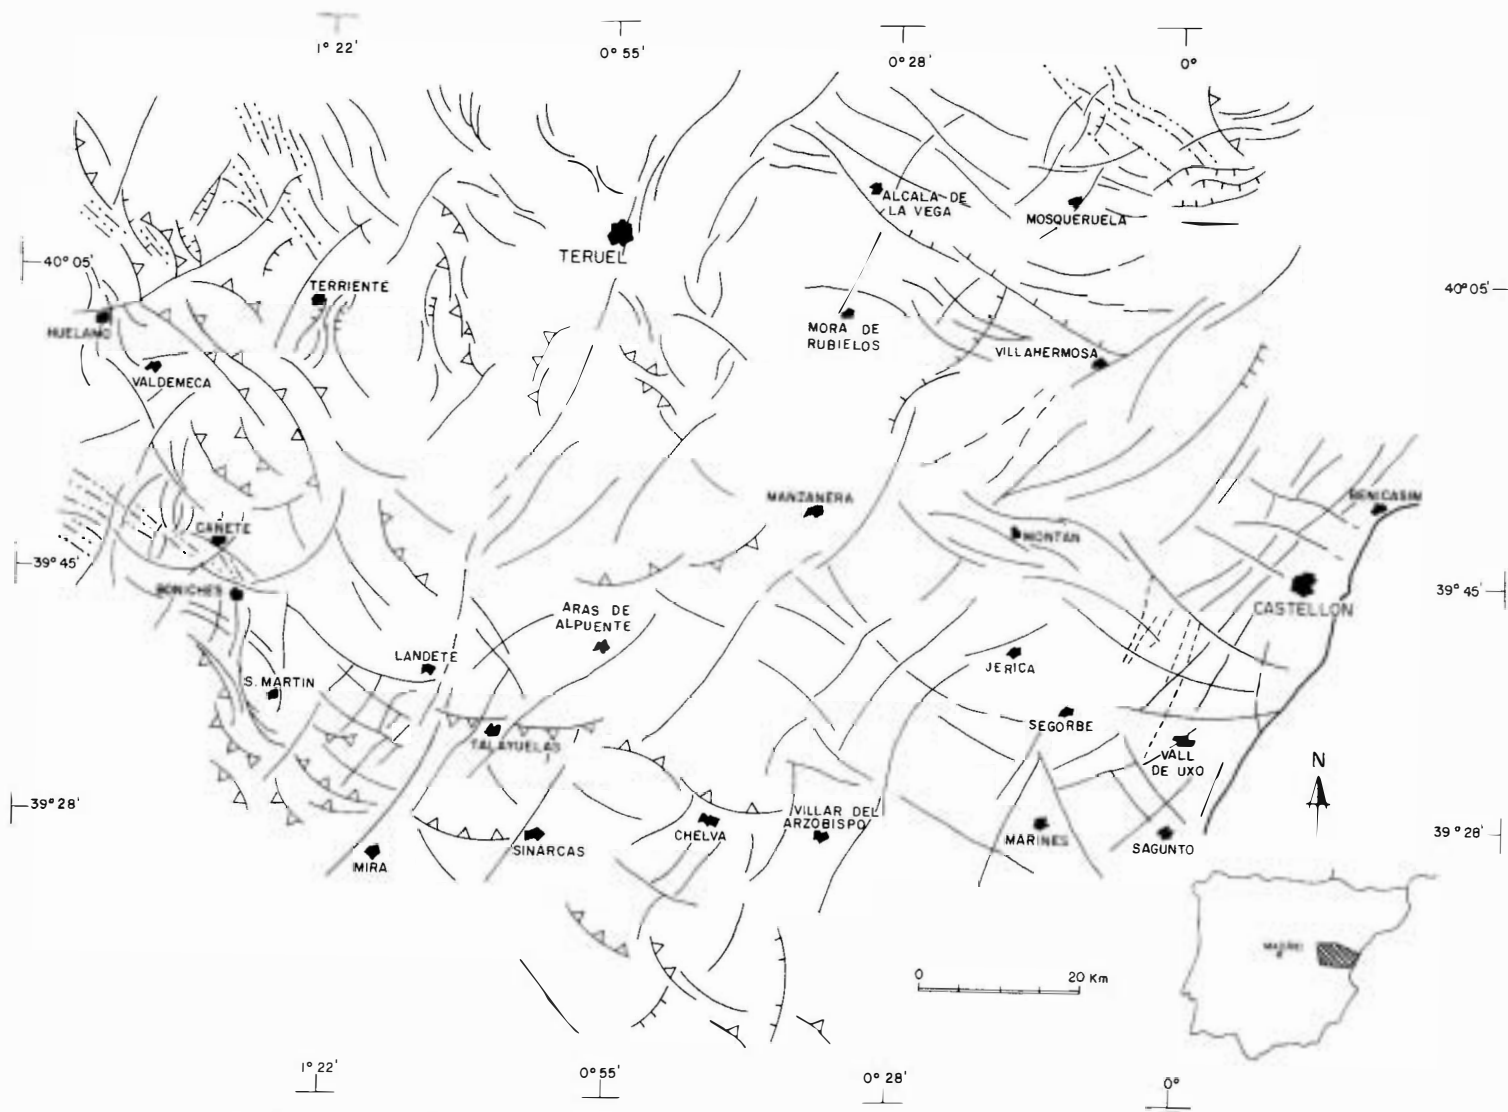 1° 22'
0° 55'
0° 28'
0°
ALCALA DE
LA VEGA
MOSQUERUELA
TERUEL
40° 05'
TERRIENTE
40° 05'
HUELAMO
MORA DE
RUBIELOS
VILLAHERMOSA
VALDEMECA
MANZANERA
BENICASIM
CAÑETE
MONTAN
39° 45'
BONICHES
39° 45'
CASTELLON
ARAS DE
ALPUENTE
LANDETE
JERICA
S. MARTIN
SEGORBE
TALAYUELAS
VALL
DE UXO
N
39° 28'
VILLAR DEL
ARZOBISPO
CHELVA
SINARCAS
MARINES
SAGUNTO
39° 28'
MIRA
MADRID
0
20 Km
1° 22'
0° 55'
0° 28'
0°